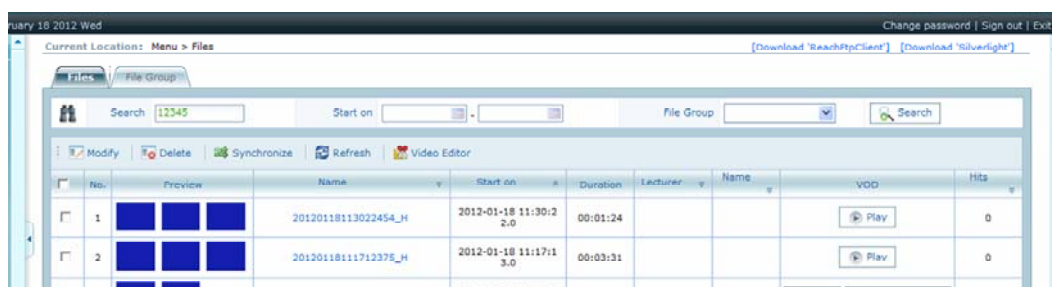 ruary 18 2012 Wed
Change password | Sign out | Exit
Current Location: Menu > Files
[Download 'ReachFtpClient'] [Download 'Silverlight']
Files File Group
Search 12345 Start on - File Group Search
Modify Delete Synchronize Refresh Video Editor
No. Preview Name Start on Duration Lecturer Name VOD Hits
1 20120118113022454_H 2012-01-18 11:30:2 00:01:24 Play 0
2.0
2 20120118111712375_H 2012-01-18 11:17:1 00:03:31 Play 0
3.0